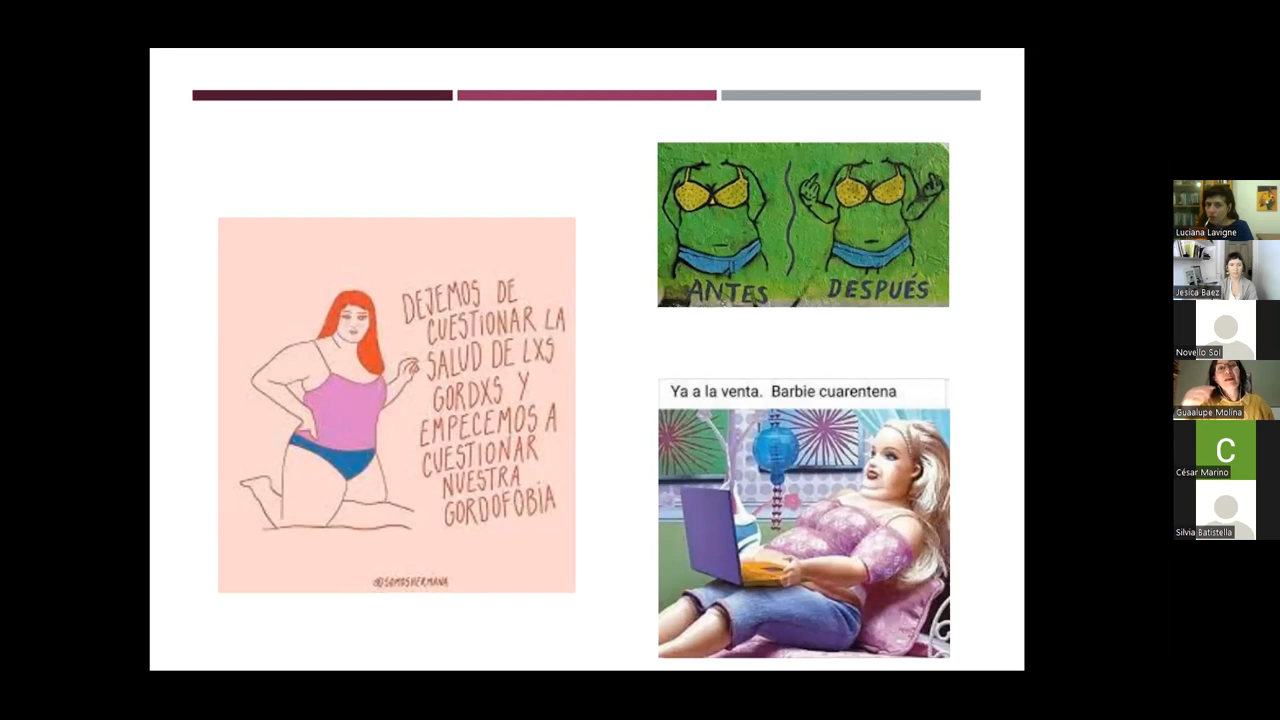 DEJEMOS DE
CUESTIONAR LA
SALUD DE LXS
GORDXS Y
EMPECEMOS A
CUESTIONAR
NUESTRA
GORDOFOBIA
@SOMOSHERMANA
ANTES
DESPUÉS
Ya a la venta. Barbie cuarentena
Luciana Lavigne
Jesica Baez
Novello Sol
Guaalupe Molina
C
César Marino
Silvia Batistella